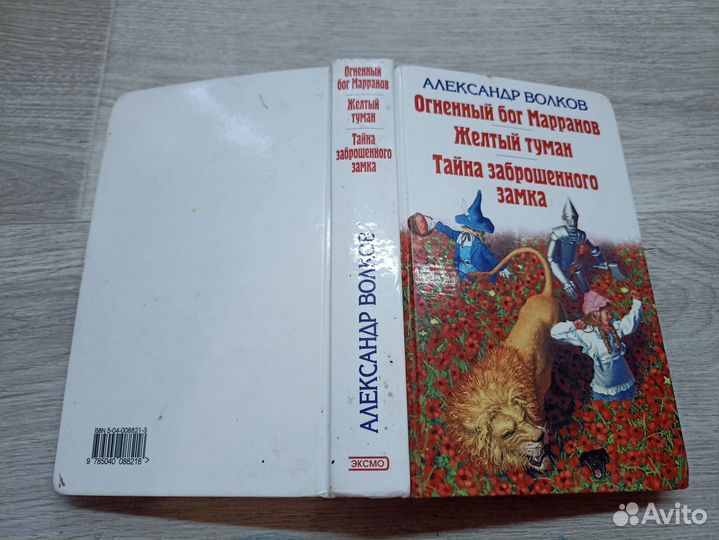 АЛЕКСАНДР ВОЛКОВ
Огненный бог Марранов
Желтый туман
Тайна заброшенного
замка
Огненный
бог Марранов
Желтый
туман
Тайна
заброшенного
замка
АЛЕКСАНДР ВОЛКОВ
ЭКСМО
ISBN 5-04-008821-3
9 785040 088218 >
Avito